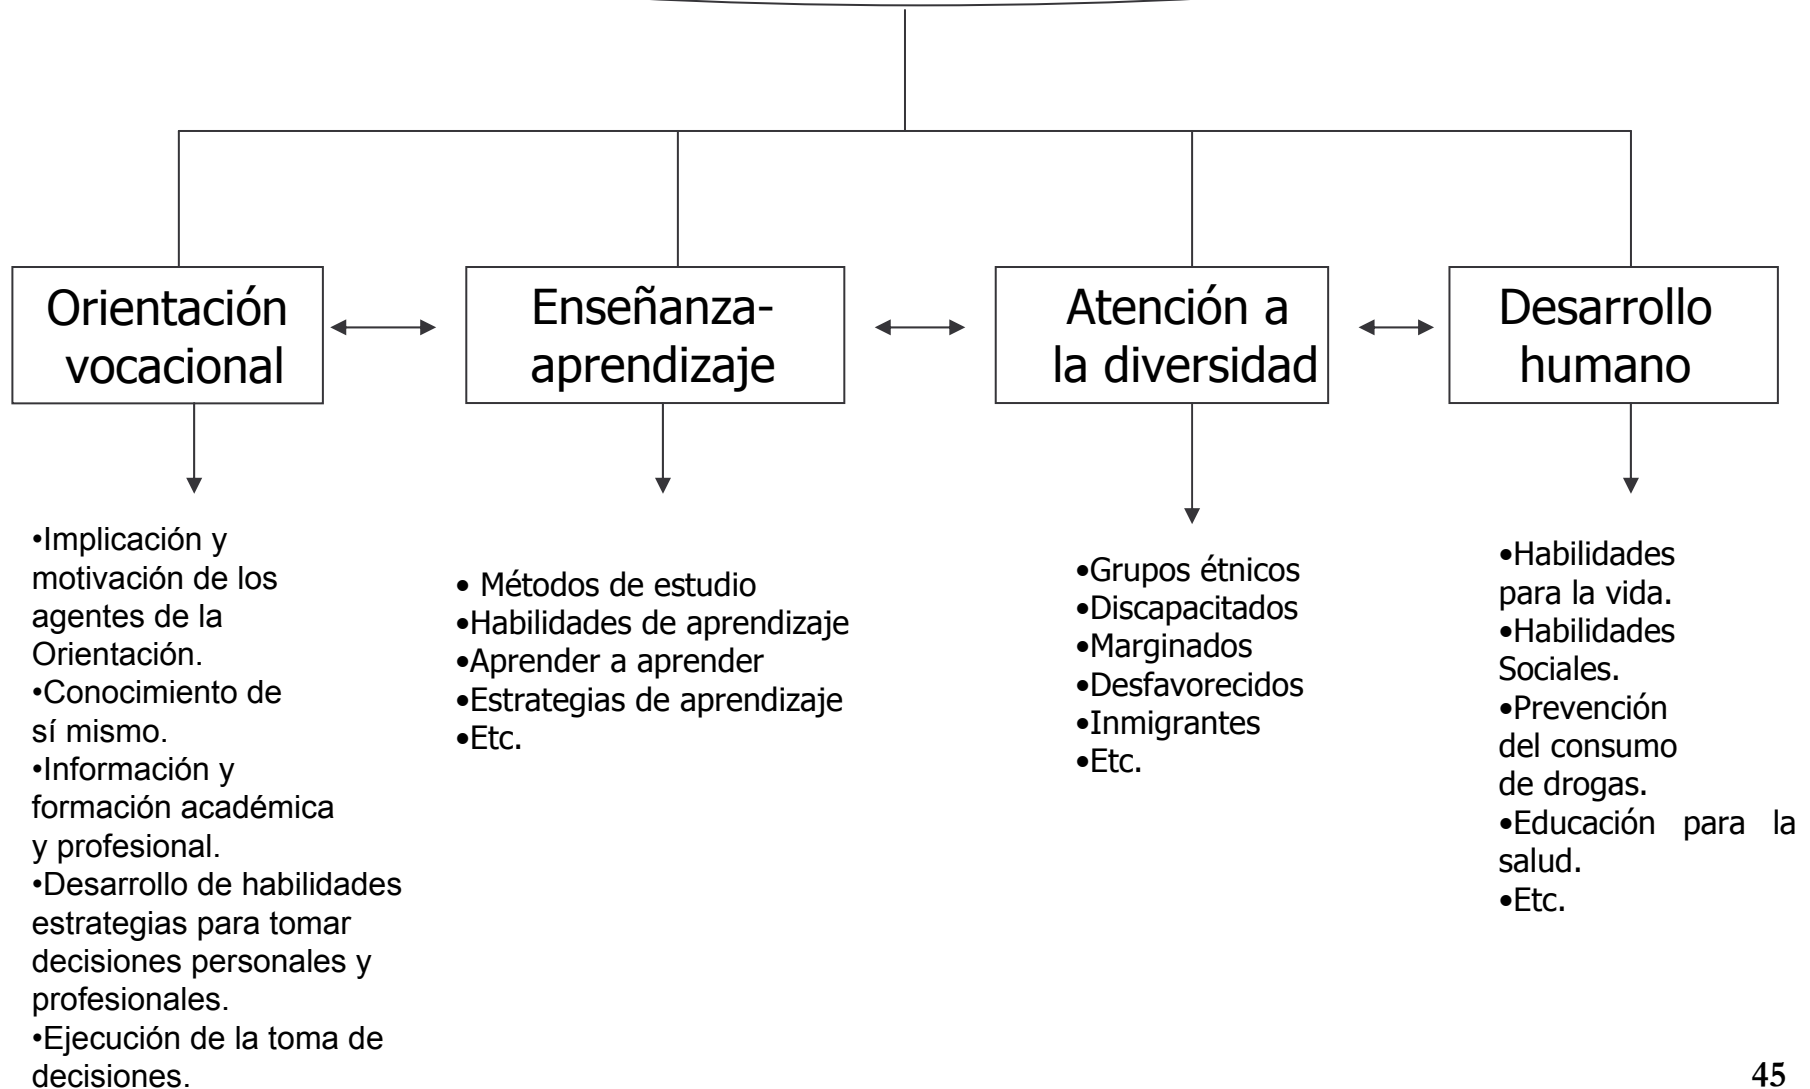 Orientación
vocacional
Enseñanza-
aprendizaje
Atención a
la diversidad
Desarrollo
humano
•Implicación y
motivación de los
agentes de la
Orientación.
•Conocimiento de
sí mismo.
•Información y
formación académica
y profesional.
•Desarrollo de habilidades
estrategias para tomar
decisiones personales y
profesionales.
•Ejecución de la toma de
decisiones.
• Métodos de estudio
•Habilidades de aprendizaje
•Aprender a aprender
•Estrategias de aprendizaje
•Etc.
•Grupos étnicos
•Discapacitados
•Marginados
•Desfavorecidos
•Inmigrantes
•Etc.
•Habilidades
para la vida.
•Habilidades
Sociales.
•Prevención
del consumo
de drogas.
•Educación para la
salud.
•Etc.
45